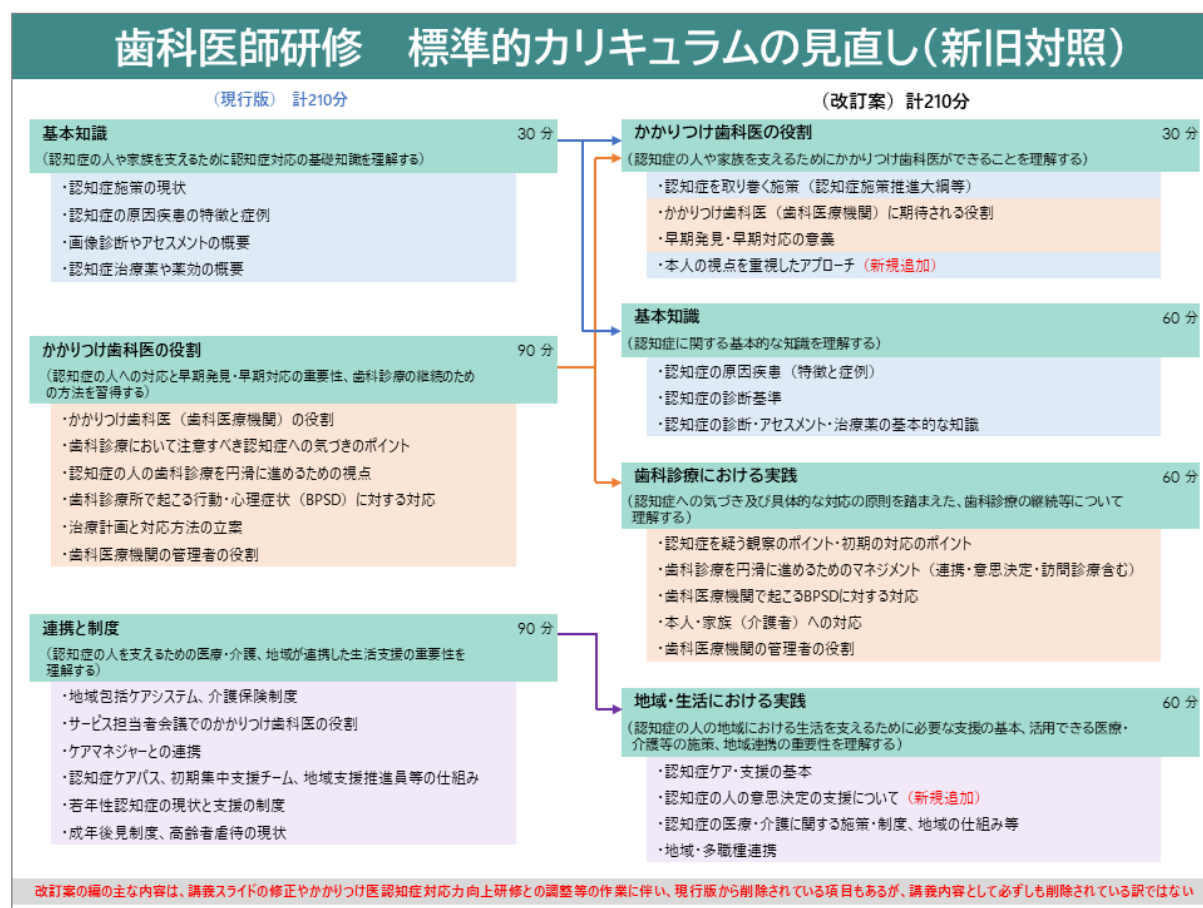 歯科医師研修　標準的カリキュラムの見直し（新旧対照）
（現行版）　計210分
基本知識　30 分
（認知症の人や家族を支えるために認知症対応の基礎知識を理解する）
・認知症施策の現状
・認知症の原因疾患の特徴と症例
・画像診断やアセスメントの概要
・認知症治療薬や薬効の概要
かかりつけ歯科医の役割　90 分
（認知症の人への対応と早期発見・早期対応の重要性、歯科診療の継続のため
の方法を習得する）
・かかりつけ歯科医（歯科医療機関）の役割
・歯科診療において注意すべき認知症への気づきのポイント
・認知症の人の歯科診療を円滑に進めるための視点
・歯科診療所で起こる行動・心理症状（BPSD）に対する対応
・治療計画と対応方法の立案
・歯科医療機関の管理者の役割
連携と制度　90 分
（認知症の人を支えるための医療・介護、地域が連携した生活支援の重要性を
理解する）
・地域包括ケアシステム、介護保険制度
・サービス担当者会議でのかかりつけ歯科医の役割
・ケアマネジャーとの連携
・認知症ケアパス、初期集中支援チーム、地域支援推進員等の仕組み
・若年性認知症の現状と支援の制度
・成年後見制度、高齢者虐待の現状
（改訂案）計210分
かかりつけ歯科医の役割　30 分
（認知症の人や家族を支えるためにかかりつけ歯科医ができることを理解する）
・認知症を取り巻く施策（認知症施策推進大綱等）
・かかりつけ歯科医（歯科医療機関）に期待される役割
・早期発見・早期対応の意義
・本人の視点を重視したアプローチ（新規追加）
基本知識　60 分
（認知症に関する基本的な知識を理解する）
・認知症の原因疾患（特徴と症例）
・認知症の診断基準
・認知症の診断・アセスメント・治療薬の基本的な知識
歯科診療における実践　60 分
（認知症への気づき及び具体的な対応の原則を踏まえた、歯科診療の継続等について
理解する）
・認知症を疑う観察のポイント・初期の対応のポイント
・歯科診療を円滑に進めるためのマネジメント（連携・意思決定・訪問診療含む）
・歯科医療機関で起こるBPSDに対する対応
・本人・家族（介護者）への対応
・歯科医療機関の管理者の役割
地域・生活における実践　60 分
（認知症の人の地域における生活を支えるために必要な支援の基本、活用できる医療・
介護等の施策、地域連携の重要性を理解する）
・認知症ケア・支援の基本
・認知症の人の意思決定の支援について（新規追加）
・認知症の医療・介護に関する施策・制度、地域の仕組み等
・地域・多職種連携
改訂案の編の主な内容は、講義スライドの修正やかかりつけ医認知症対応力向上研修との調整等の作業に伴い、現行版から削除されている項目もあるが、講義内容として必ずしも削除されている訳ではない